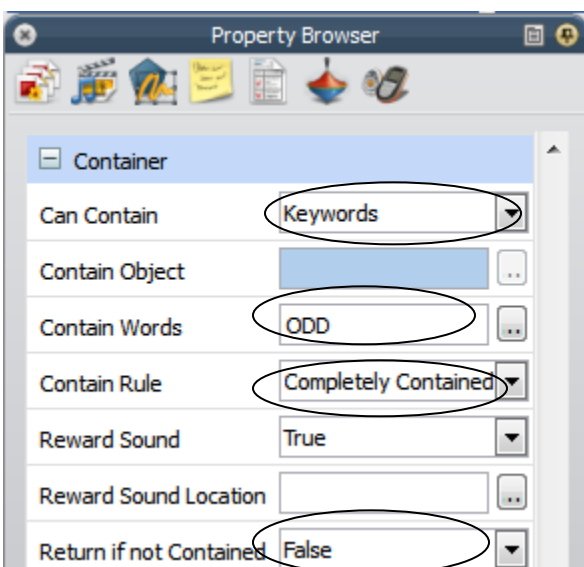 Property Browser
Container
Can Contain Keywords
Contain Object
Contain Words ODD
Contain Rule Completely Contained
Reward Sound True
Reward Sound Location
Return if not Contained False